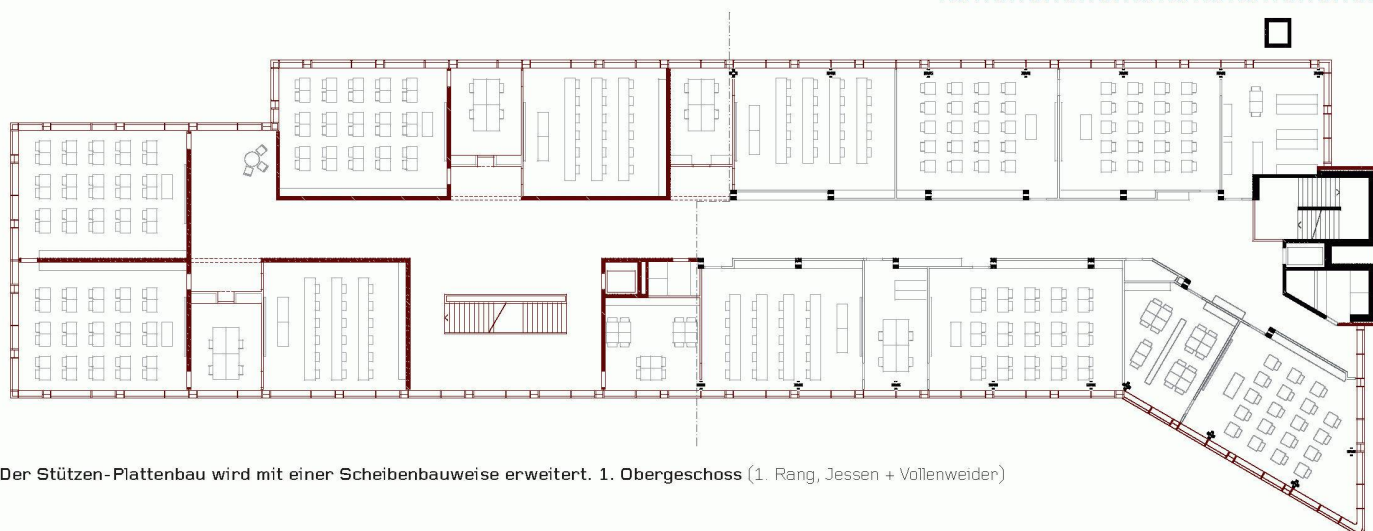 Der Stützen-Plattenbau wird mit einer Scheibenbauweise erweitert. 1. Obergeschoss (1. Rang, Jessen + Vollenweider)